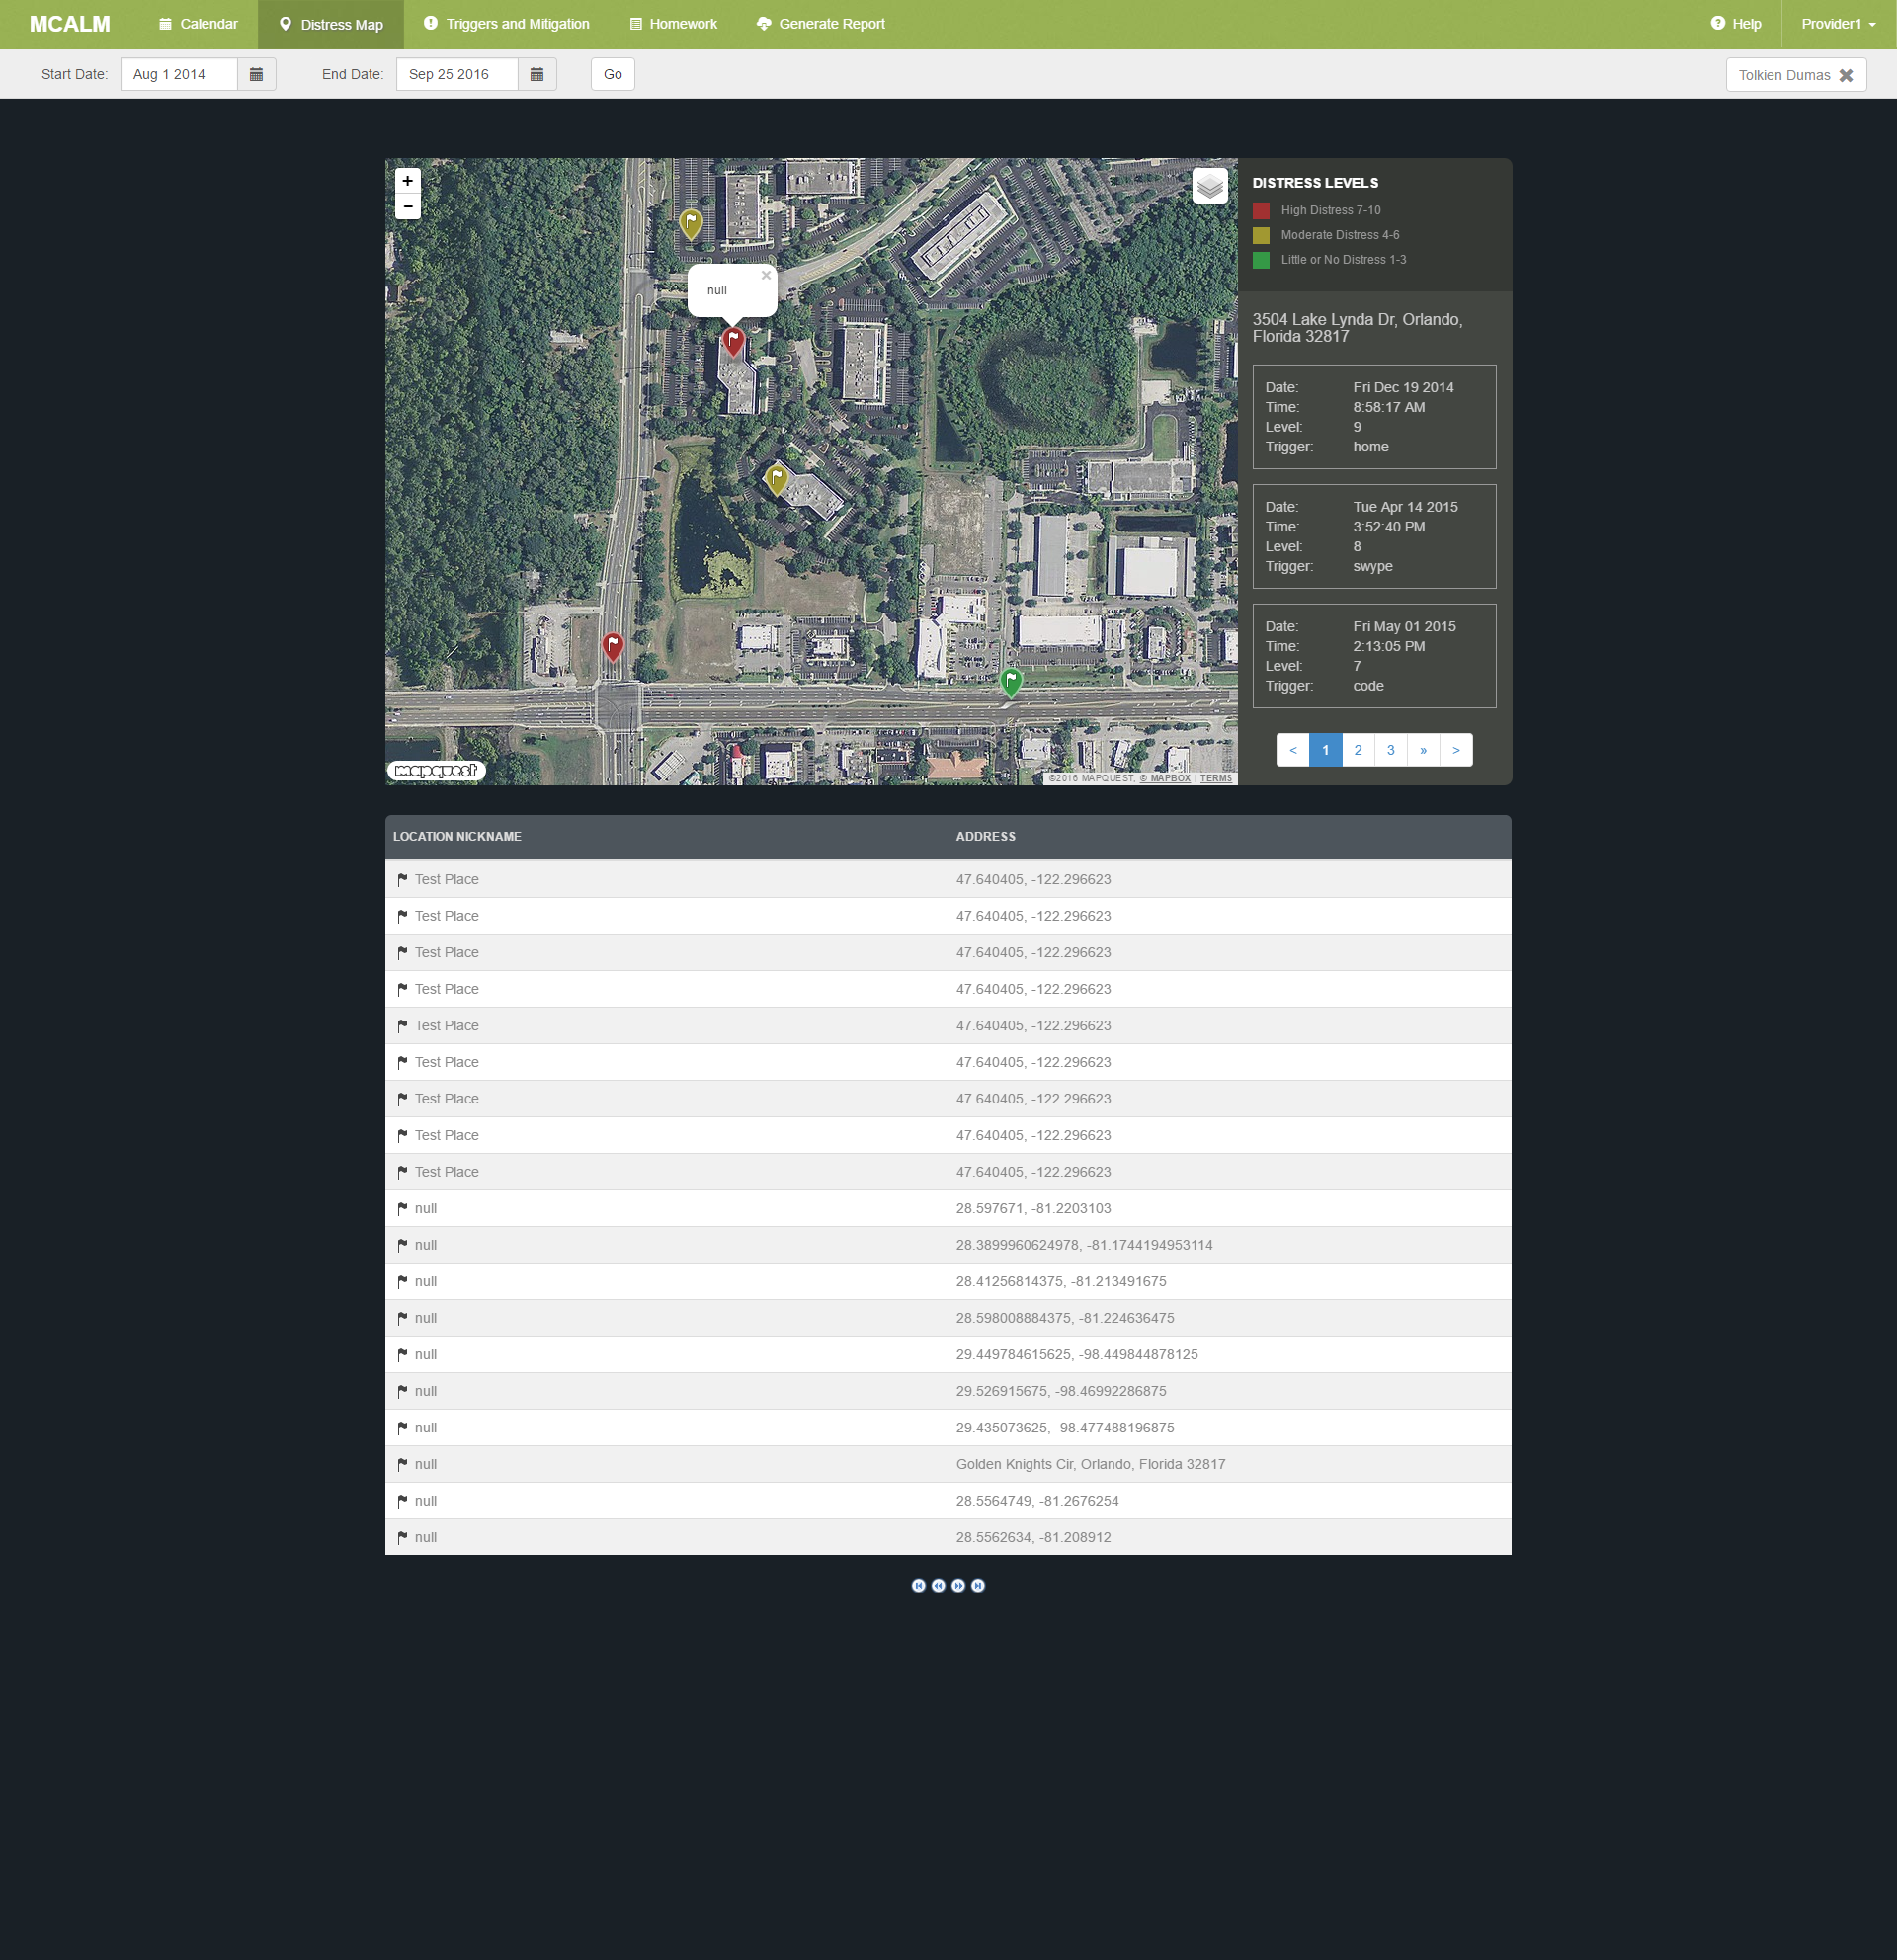 MCALM Calendar Distress Map Triggers and Mitigation Homework Generate Report Help Provider1
Start Date: Aug 1 2014 End Date: Sep 25 2016 Go Tolkien Dumas
+
−
null ×
mapquest
©2016 MAPQUEST, © MAPBOX | TERMS
DISTRESS LEVELS
High Distress 7-10
Moderate Distress 4-6
Little or No Distress 1-3
3504 Lake Lynda Dr, Orlando,
Florida 32817
Date: Fri Dec 19 2014
Time: 8:58:17 AM
Level: 9
Trigger: home
Date: Tue Apr 14 2015
Time: 3:52:40 PM
Level: 8
Trigger: swype
Date: Fri May 01 2015
Time: 2:13:05 PM
Level: 7
Trigger: code
< 1 2 3 » >
LOCATION NICKNAME ADDRESS
Test Place 47.640405, -122.296623
Test Place 47.640405, -122.296623
Test Place 47.640405, -122.296623
Test Place 47.640405, -122.296623
Test Place 47.640405, -122.296623
Test Place 47.640405, -122.296623
Test Place 47.640405, -122.296623
Test Place 47.640405, -122.296623
Test Place 47.640405, -122.296623
null 28.597671, -81.2203103
null 28.3899960624978, -81.1744194953114
null 28.41256814375, -81.213491675
null 28.598008884375, -81.224636475
null 29.449784615625, -98.449844878125
null 29.526915675, -98.46992286875
null 29.435073625, -98.477488196875
null Golden Knights Cir, Orlando, Florida 32817
null 28.5564749, -81.2676254
null 28.5562634, -81.208912